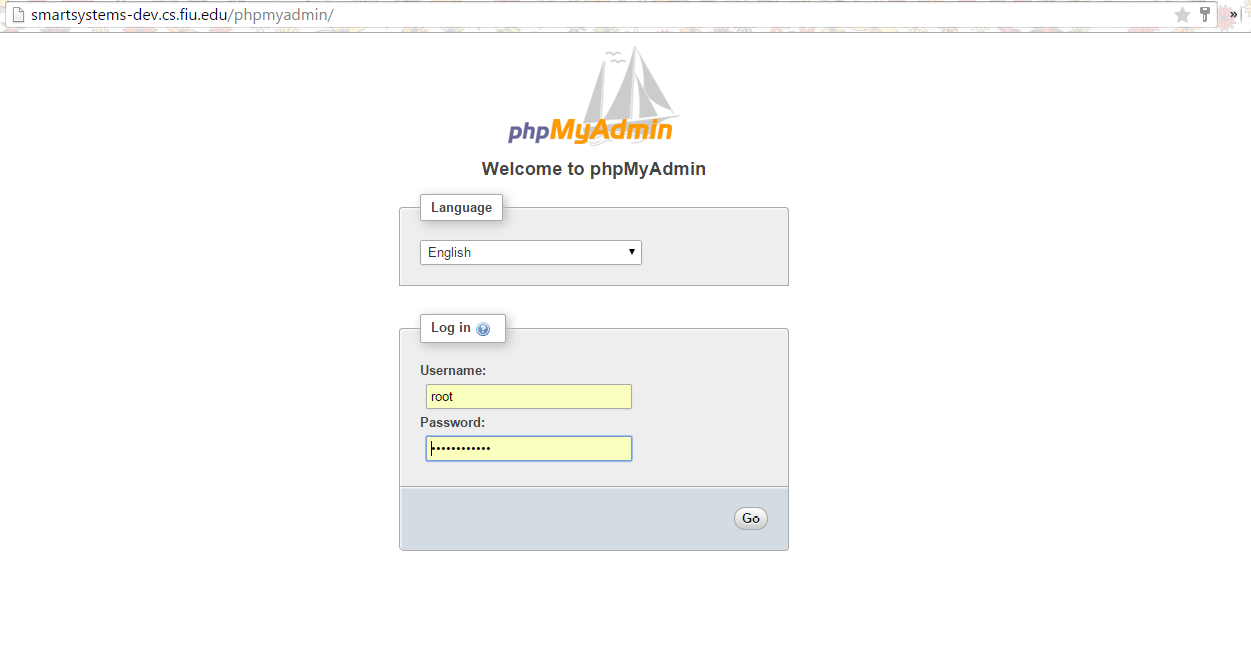 smartsystems-dev.cs.fiu.edu/phpmyadmin/
»
phpMyAdmin
Welcome to phpMyAdmin
Language
English
Log in ?
Username:
root
Password:
••••••••••••
Go